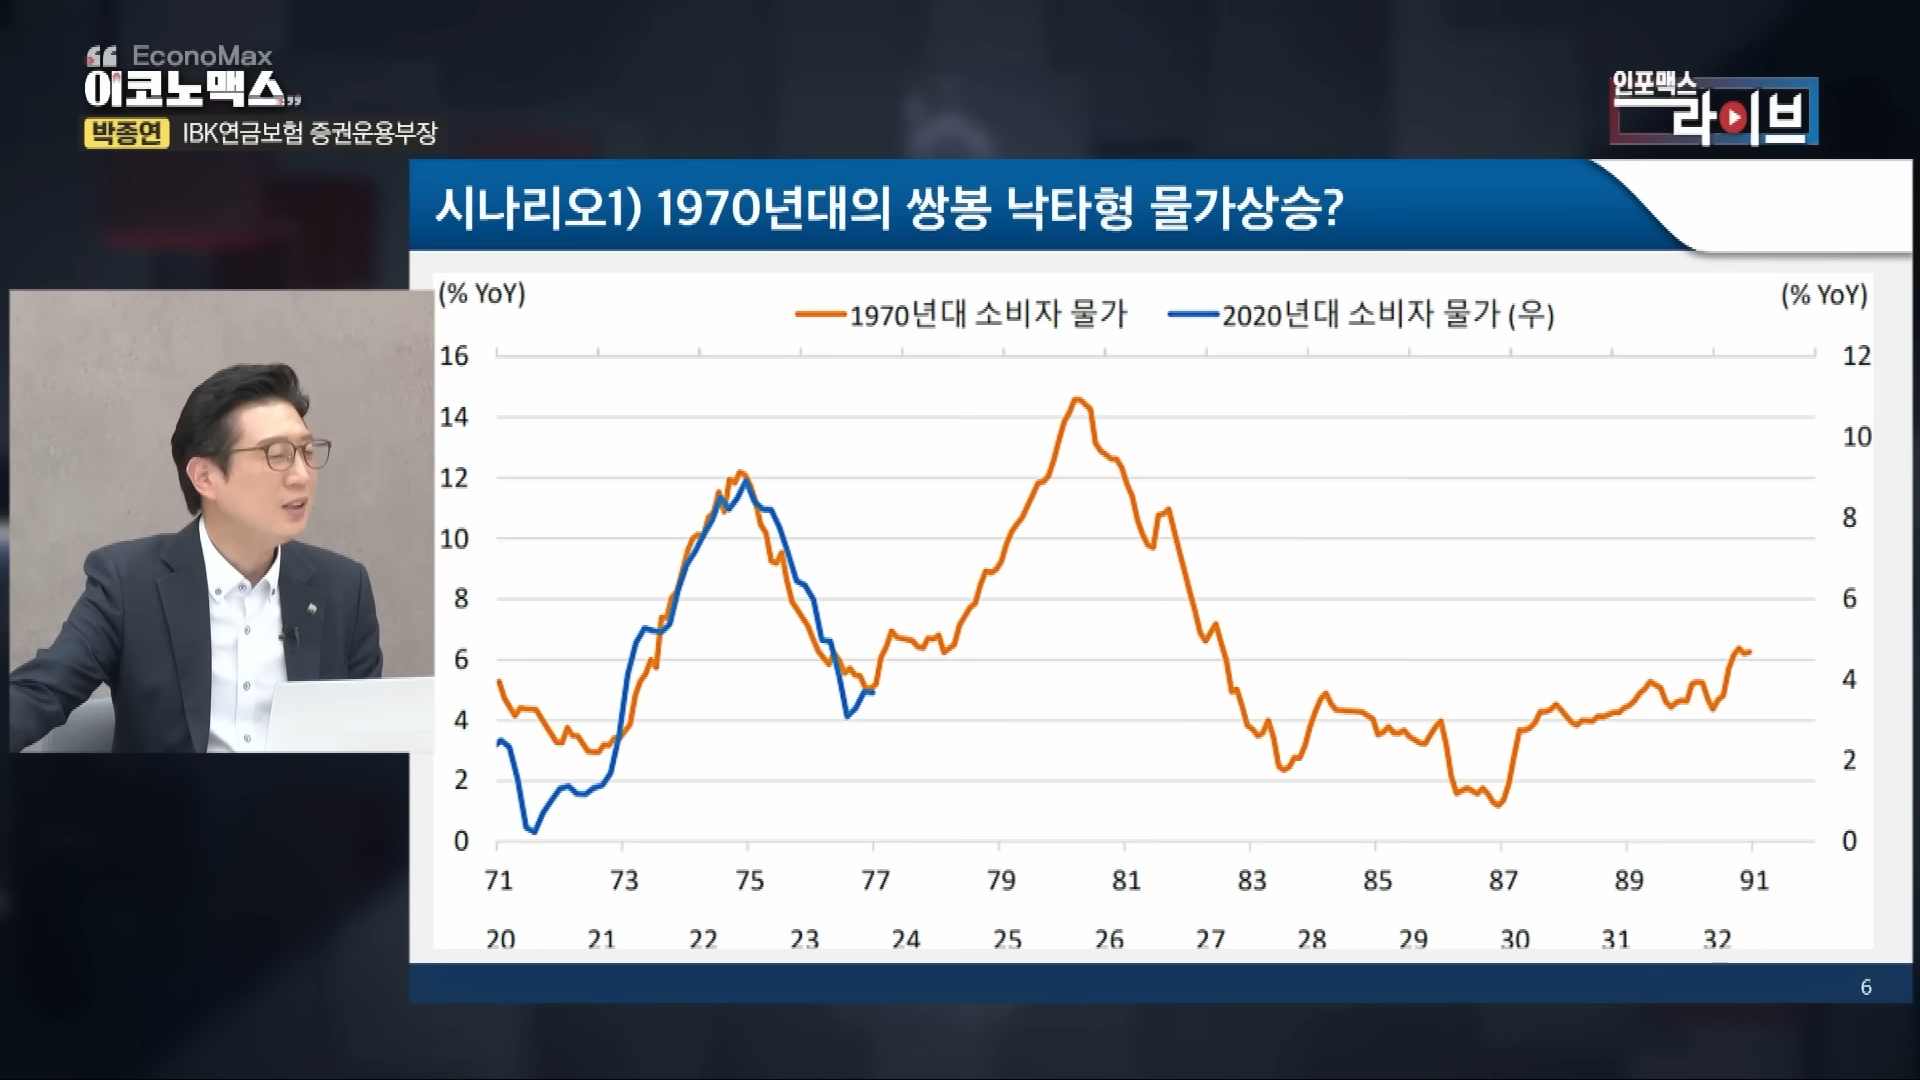 EconoMax
이코노맥스
박종연 IBK연금보험 증권운용부장
인포맥스
라이브
시나리오1) 1970년대의 쌍봉 낙타형 물가상승?
(% YoY)
(% YoY)
1970년대 소비자 물가 2020년대 소비자 물가 (우)
16 12
14
10
12
10 8
8 6
6
4
4
2
2
0 0
71 73 75 77 79 81 83 85 87 89 91
20 21 22 23 24 25 26 27 28 29 30 31 32
6